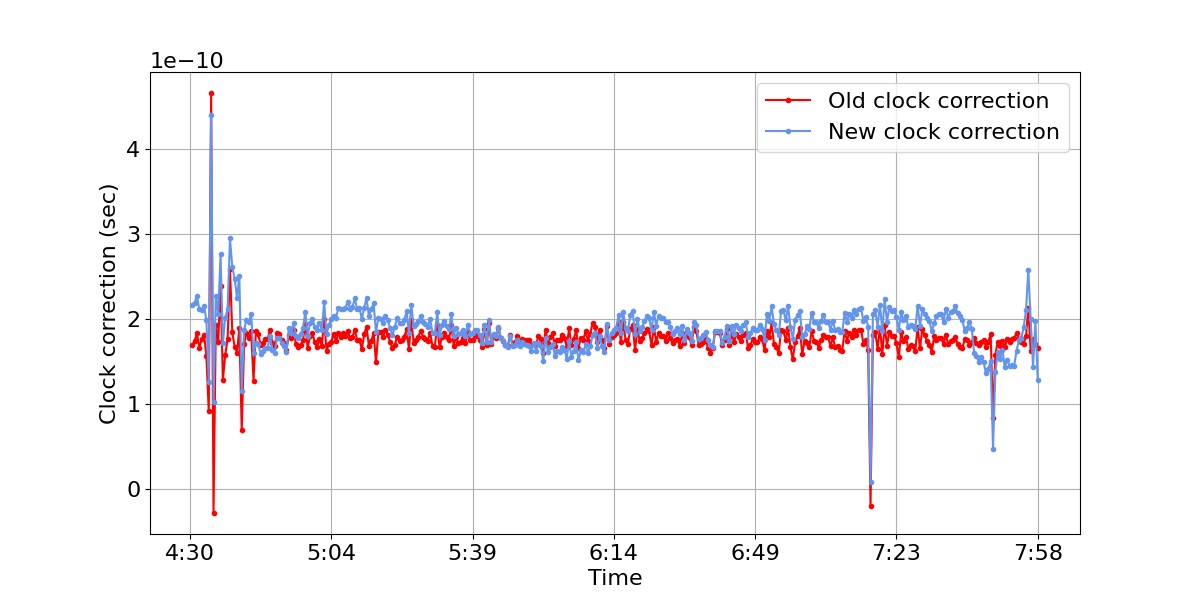 1e−10
Old clock correction
New clock correction
4
3
2
1
0
Clock correction (sec)
4:30 5:04 5:39 6:14 6:49 7:23 7:58
Time